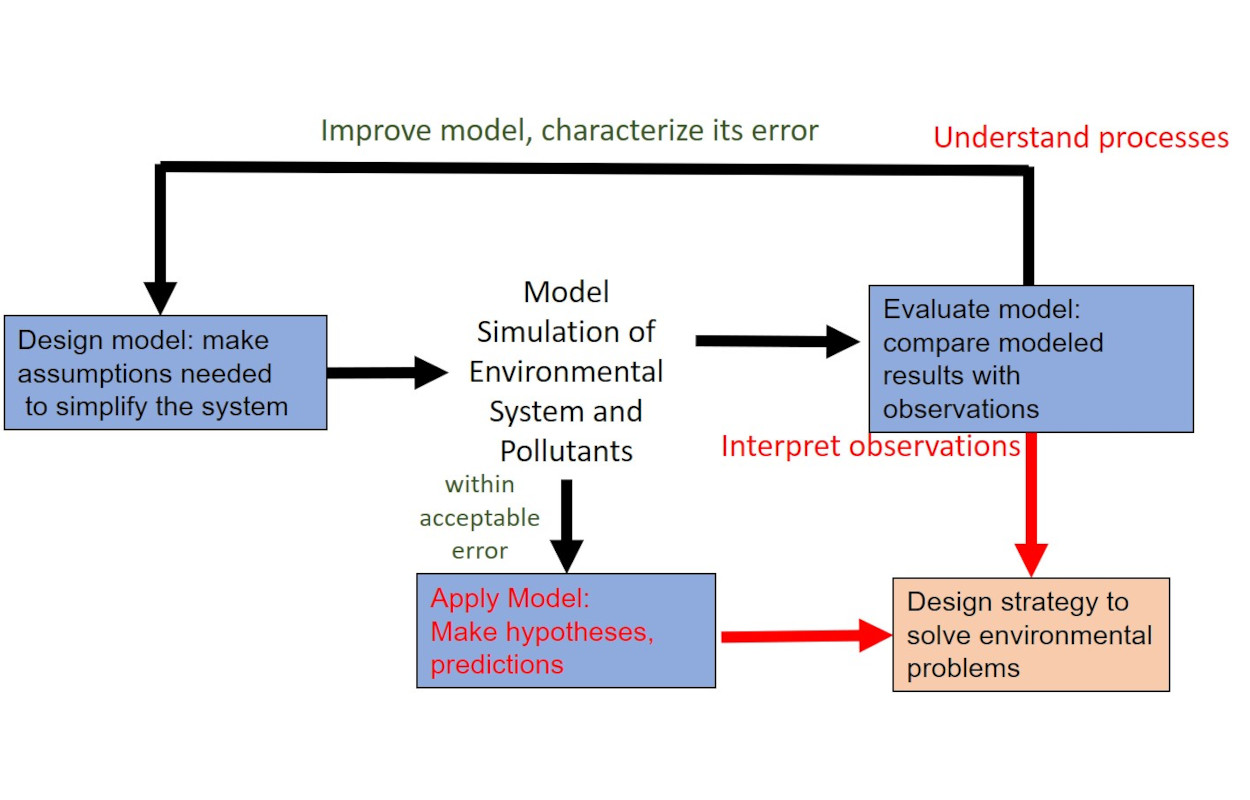 Improve model, characterize its error
Understand processes
Design model: make
assumptions needed
to simplify the system
Model
Simulation of
Environmental
System and
Pollutants
Evaluate model:
compare modeled
results with
observations
Interpret observations
within
acceptable
error
Apply Model:
Make hypotheses,
predictions
Design strategy to
solve environmental
problems